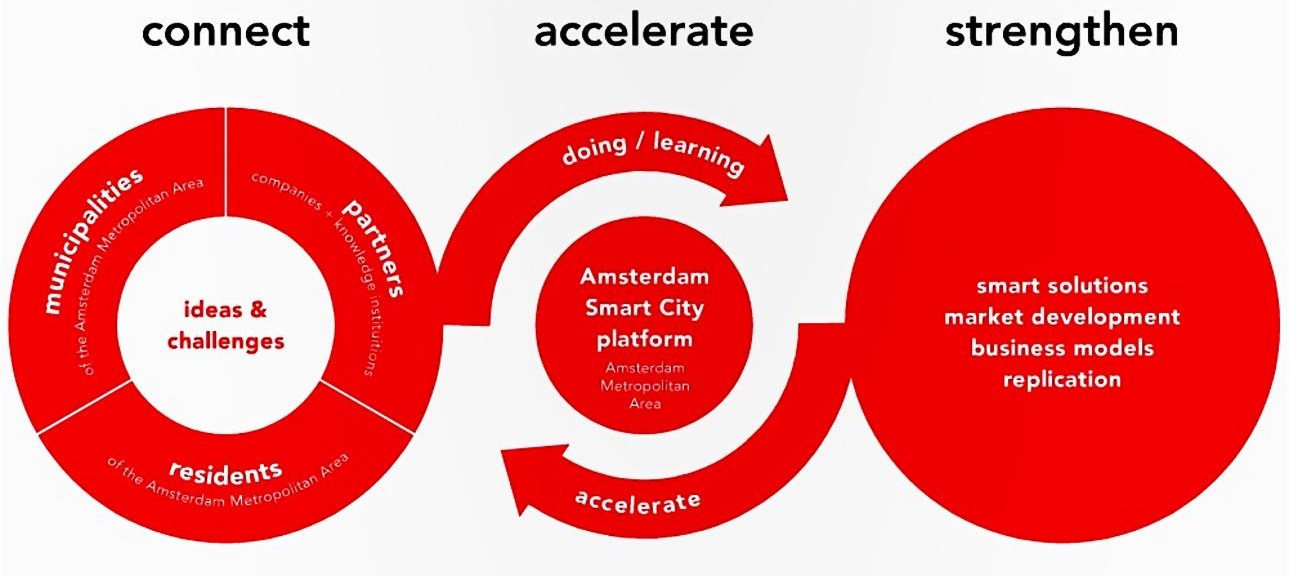 connect
accelerate
strengthen
municipalities
of the Amsterdam Metropolitan Area
partners
companies + knowledge instituitions
ideas &
challenges
residents
of the Amsterdam Metropolitan Area
doing / learning
Amsterdam
Smart City
platform
Amsterdam
Metropolitan
Area
accelerate
smart solutions
market development
business models
replication